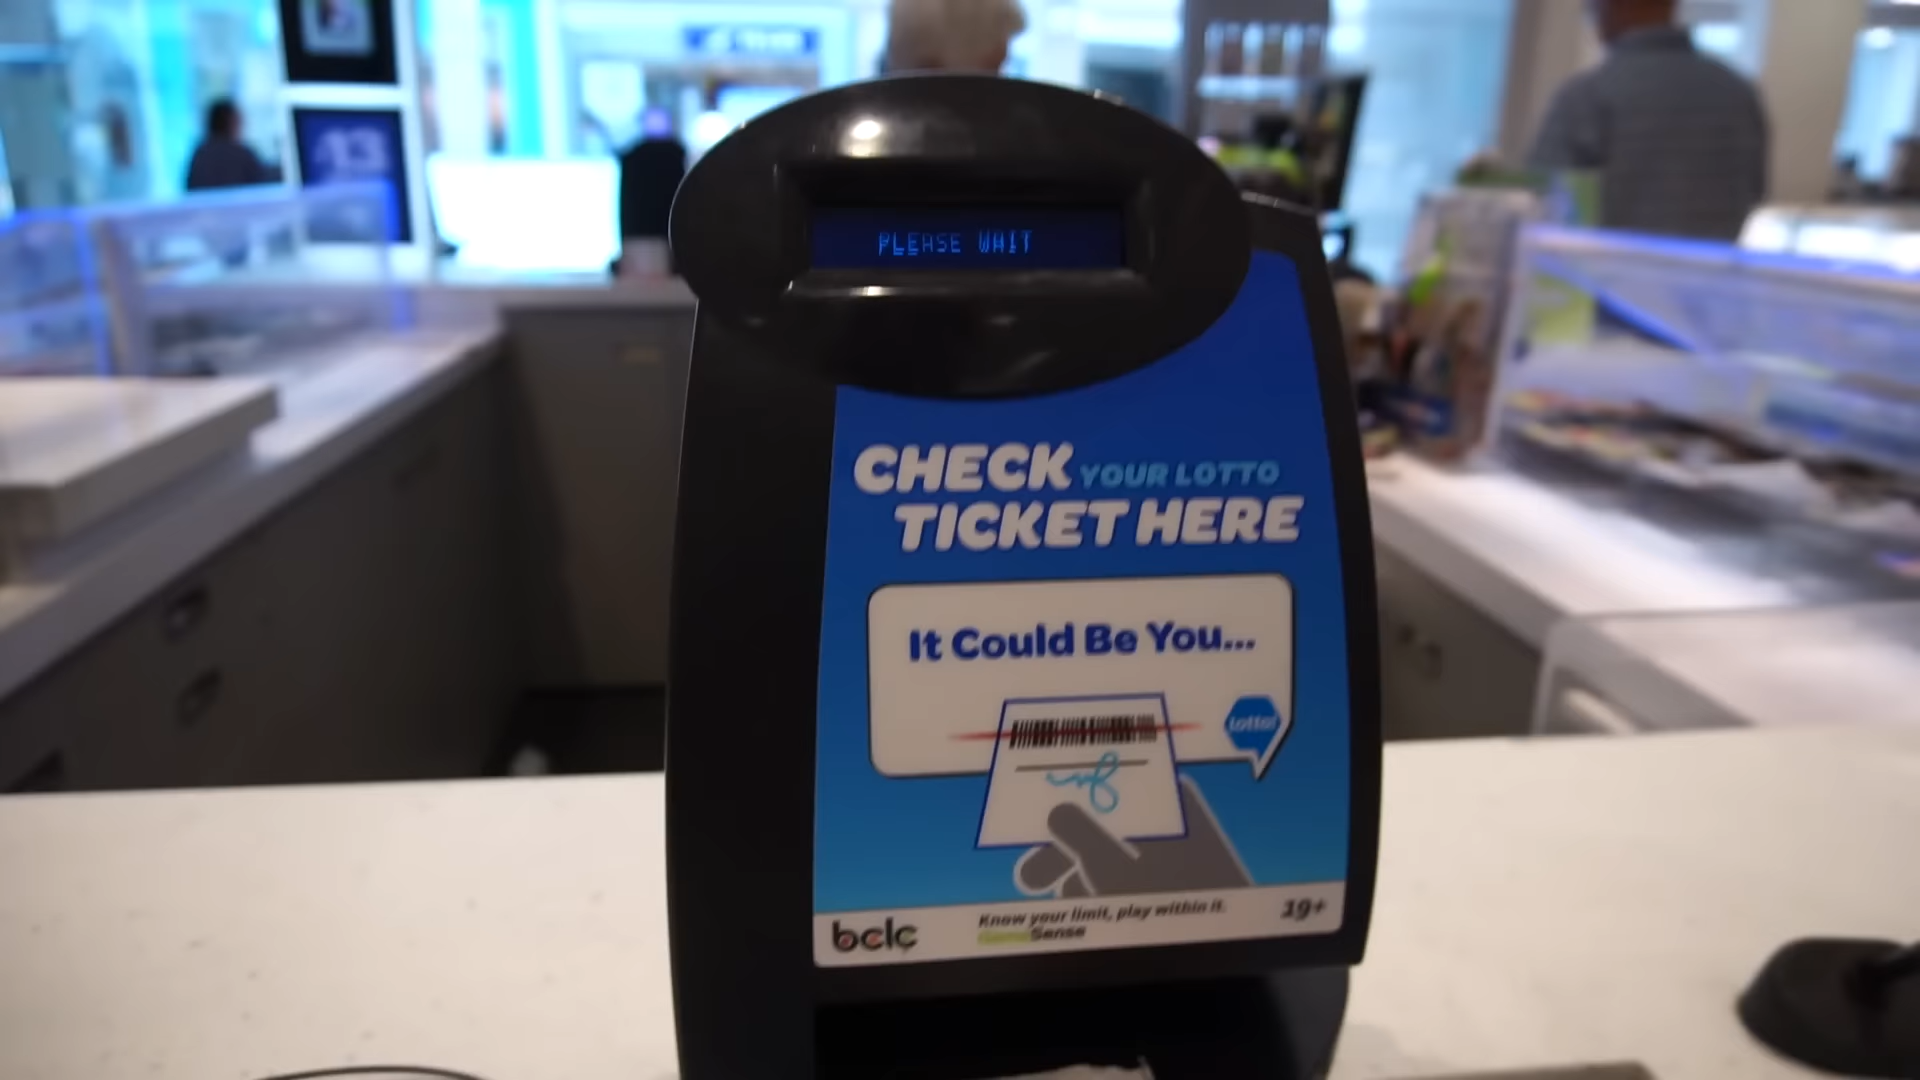 43
PLEASE WAIT
CHECK YOUR LOTTO
TICKET HERE
It Could Be You...
Lotto!
bclc
Know your limit, play within it.
GameSense
19+